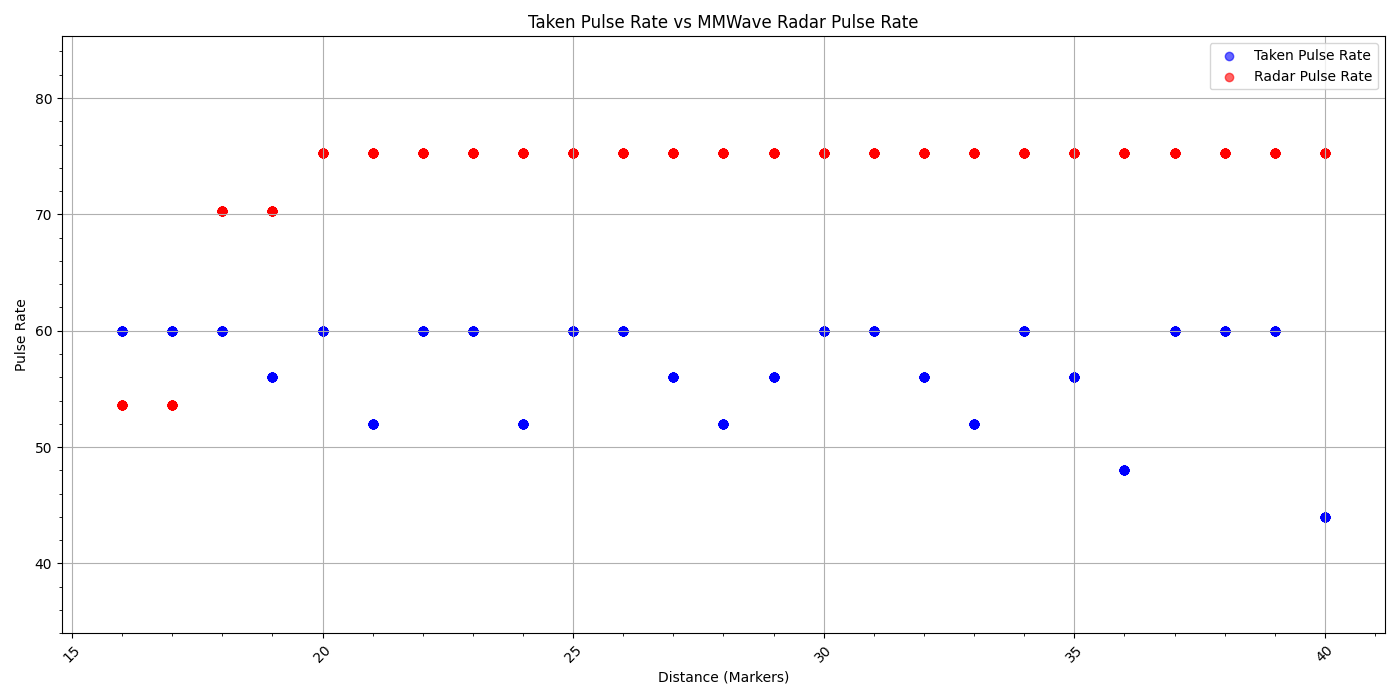 Taken Pulse Rate vs MMWave Radar Pulse Rate
Taken Pulse Rate
Radar Pulse Rate
Pulse Rate
80
70
60
50
40
15 20 25 30 35 40
Distance (Markers)